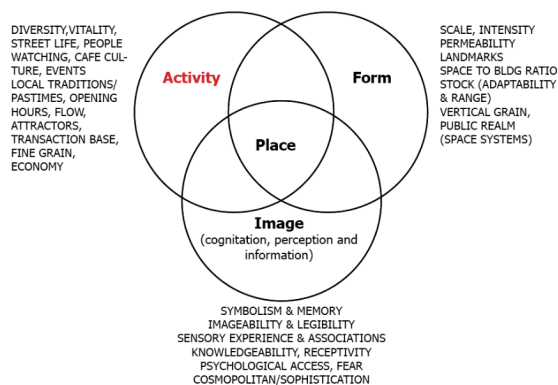 DIVERSITY,VITALITY,
STREET LIFE, PEOPLE
WATCHING, CAFE CUL-
TURE, EVENTS
LOCAL TRADITIONS/
PASTIMES, OPENING
HOURS, FLOW,
ATTRACTORS,
TRANSACTION BASE,
FINE GRAIN,
ECONOMY
Activity
Form
SCALE, INTENSITY
PERMEABILITY
LANDMARKS
SPACE TO BLDG RATIO
STOCK (ADAPTABILITY
& RANGE)
VERTICAL GRAIN,
PUBLIC REALM
(SPACE SYSTEMS)
Place
Image
(cognitation, perception and
information)
SYMBOLISM & MEMORY
IMAGEABILITY & LEGIBILITY
SENSORY EXPERIENCE & ASSOCIATIONS
KNOWLEDGEABILITY, RECEPTIVITY
PSYCHOLOGICAL ACCESS, FEAR
COSMOPOLITAN/SOPHISTICATION